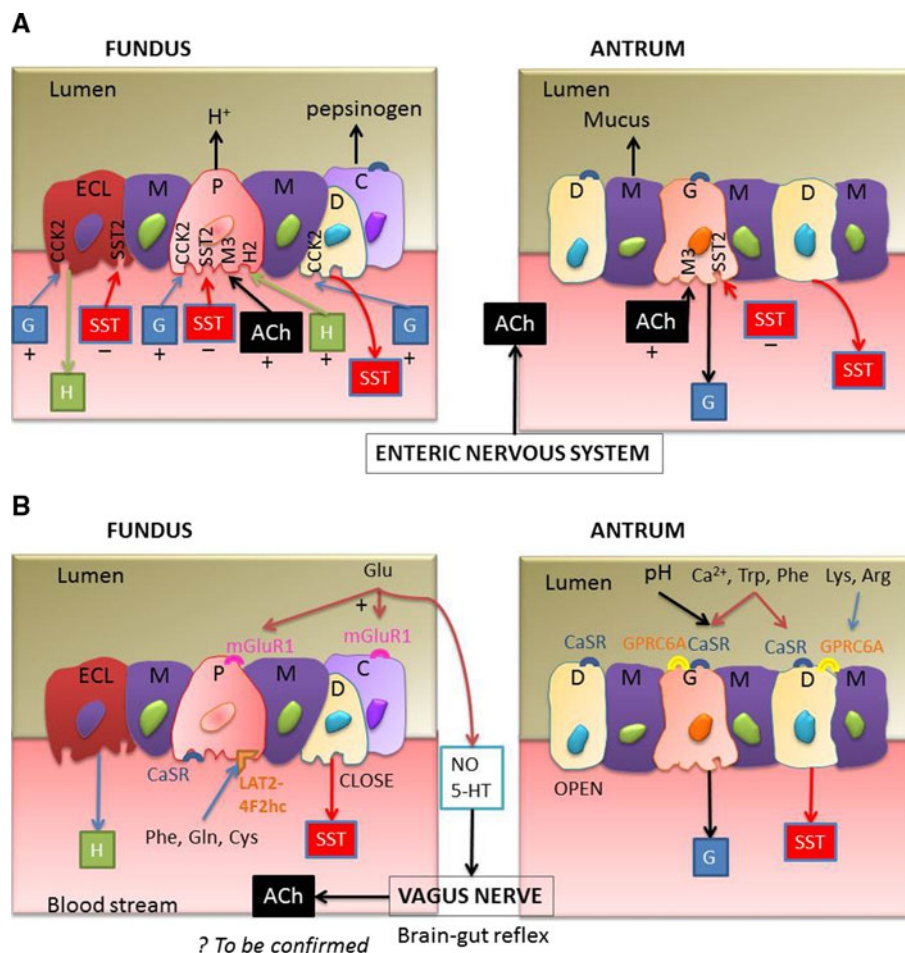 A
FUNDUS
Lumen
H⁺
pepsinogen
ECL
M
P
M
D
C
CCK2
SST2
CCK2
SST2
M3
H2
CCK2
G
+
SST
–
G
+
SST
–
ACh
+
H
+
G
+
H
SST
ANTRUM
Lumen
Mucus
D
M
G
M
D
M
M3
SST2
ACh
ACh
+
SST
–
SST
G
ENTERIC NERVOUS SYSTEM
B
FUNDUS
Lumen
Glu
+
mGluR1
mGluR1
ECL
M
P
M
D
C
CaSR
LAT2-
4F2hc
CLOSE
NO
5-HT
Phe, Gln, Cys
H
SST
Blood stream
ACh
VAGUS NERVE
Brain-gut reflex
? To be confirmed
ANTRUM
Lumen
pH
Ca²⁺, Trp, Phe
Lys, Arg
CaSR
GPRC6A
CaSR
CaSR
GPRC6A
D
M
G
M
D
M
OPEN
G
SST